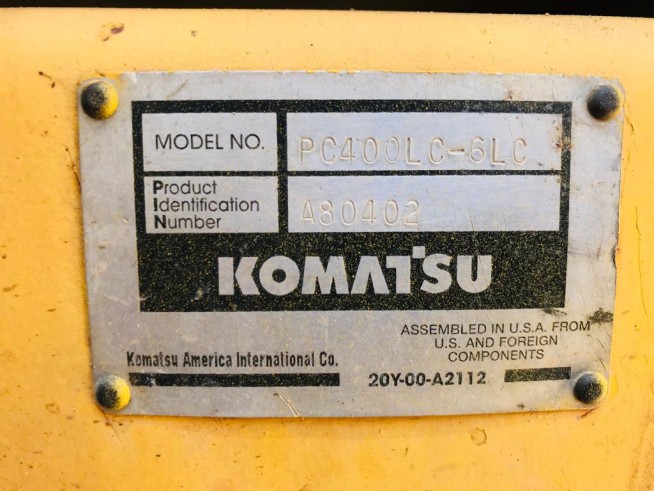 MODEL NO. PC400LC-6LC
Product
Identification
Number A80402
KOMATSU
ASSEMBLED IN U.S.A. FROM
U.S. AND FOREIGN
COMPONENTS
Komatsu America International Co.
20Y-00-A2112